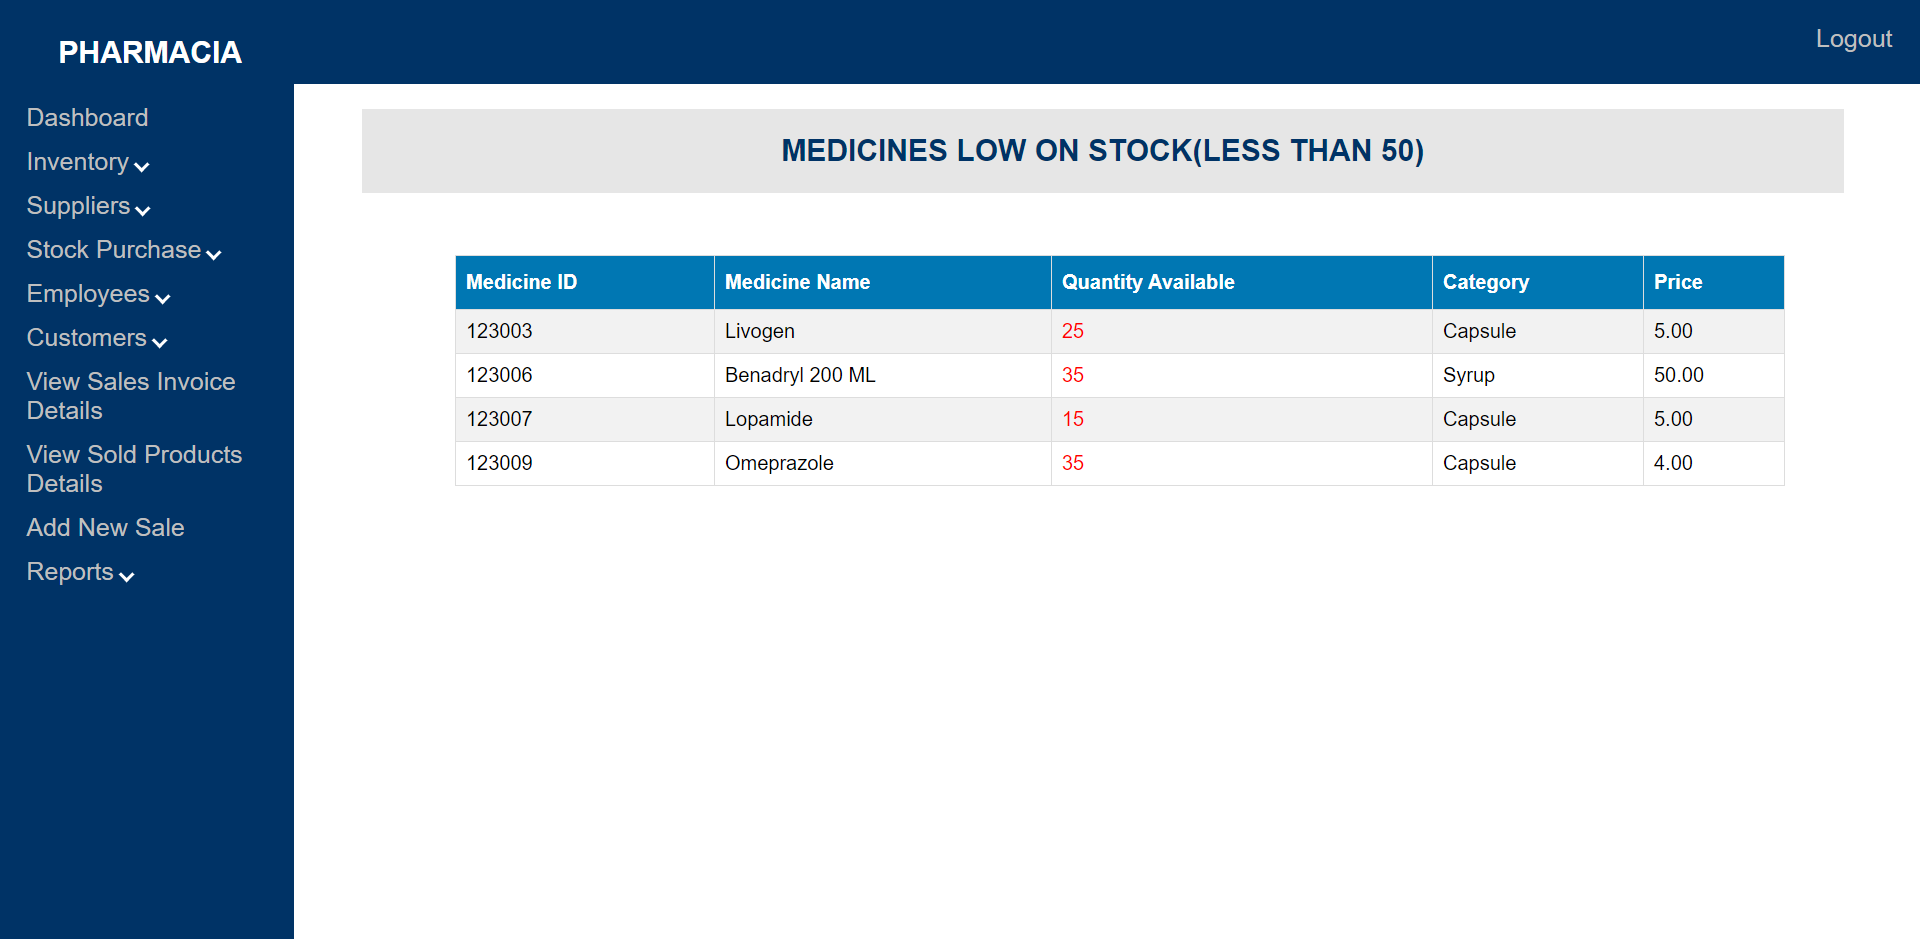 PHARMACIA
Logout
Dashboard
Inventory
Suppliers
Stock Purchase
Employees
Customers
View Sales Invoice
Details
View Sold Products
Details
Add New Sale
Reports
MEDICINES LOW ON STOCK(LESS THAN 50)
Medicine ID Medicine Name Quantity Available Category Price
123003 Livogen 25 Capsule 5.00
123006 Benadryl 200 ML 35 Syrup 50.00
123007 Lopamide 15 Capsule 5.00
123009 Omeprazole 35 Capsule 4.00